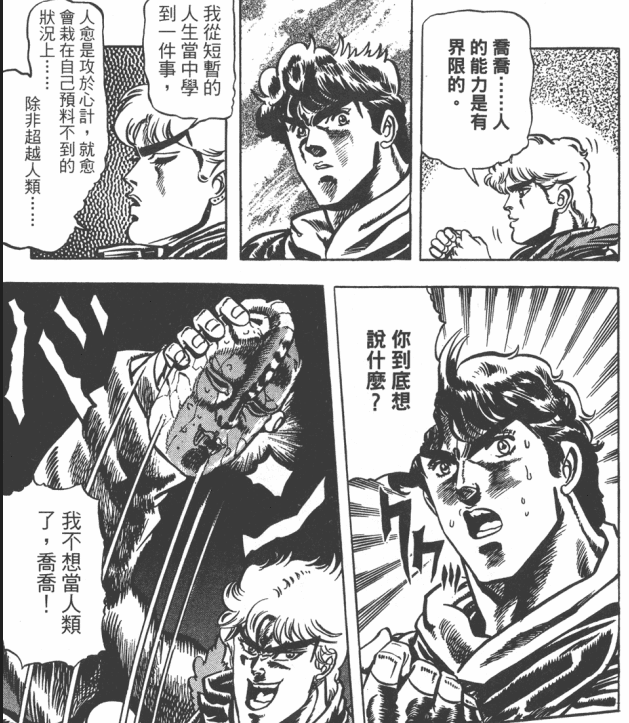 喬喬……人
的能力是有
界限的。
我從短暫的
人生當中學
到一件事，
人愈是攻於心計，就愈
會栽在自己預料不到的
狀況上……
除非超越人類……
你到底想
說什麼？
クク
我不想當人類
了，喬喬！